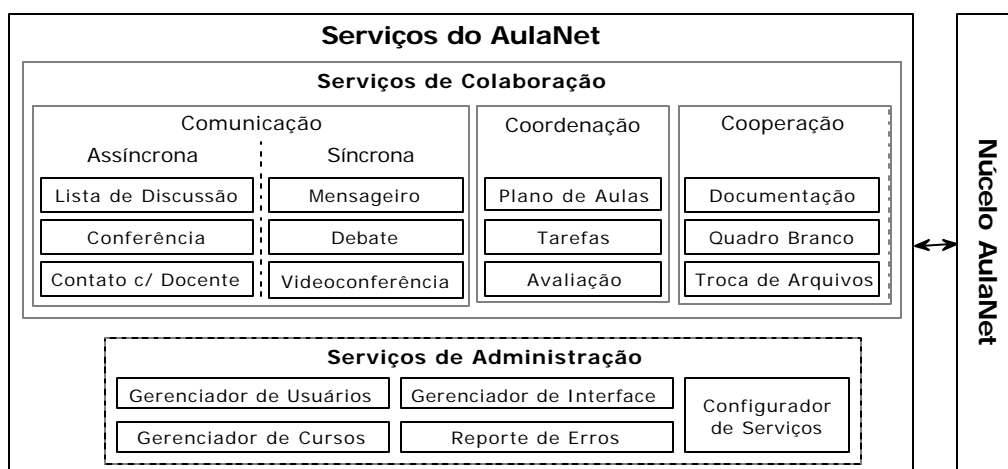 Serviços do AulaNet
Serviços de Colaboração
Comunicação
Assíncrona
Síncrona
Lista de Discussão
Mensageiro
Conferência
Debate
Contato c/ Docente
Videoconferência
Coordenação
Plano de Aulas
Tarefas
Avaliação
Cooperação
Documentação
Quadro Branco
Troca de Arquivos
Serviços de Administração
Gerenciador de Usuários
Gerenciador de Interface
Gerenciador de Cursos
Reporte de Erros
Configurador
de Serviços
Núcelo AulaNet